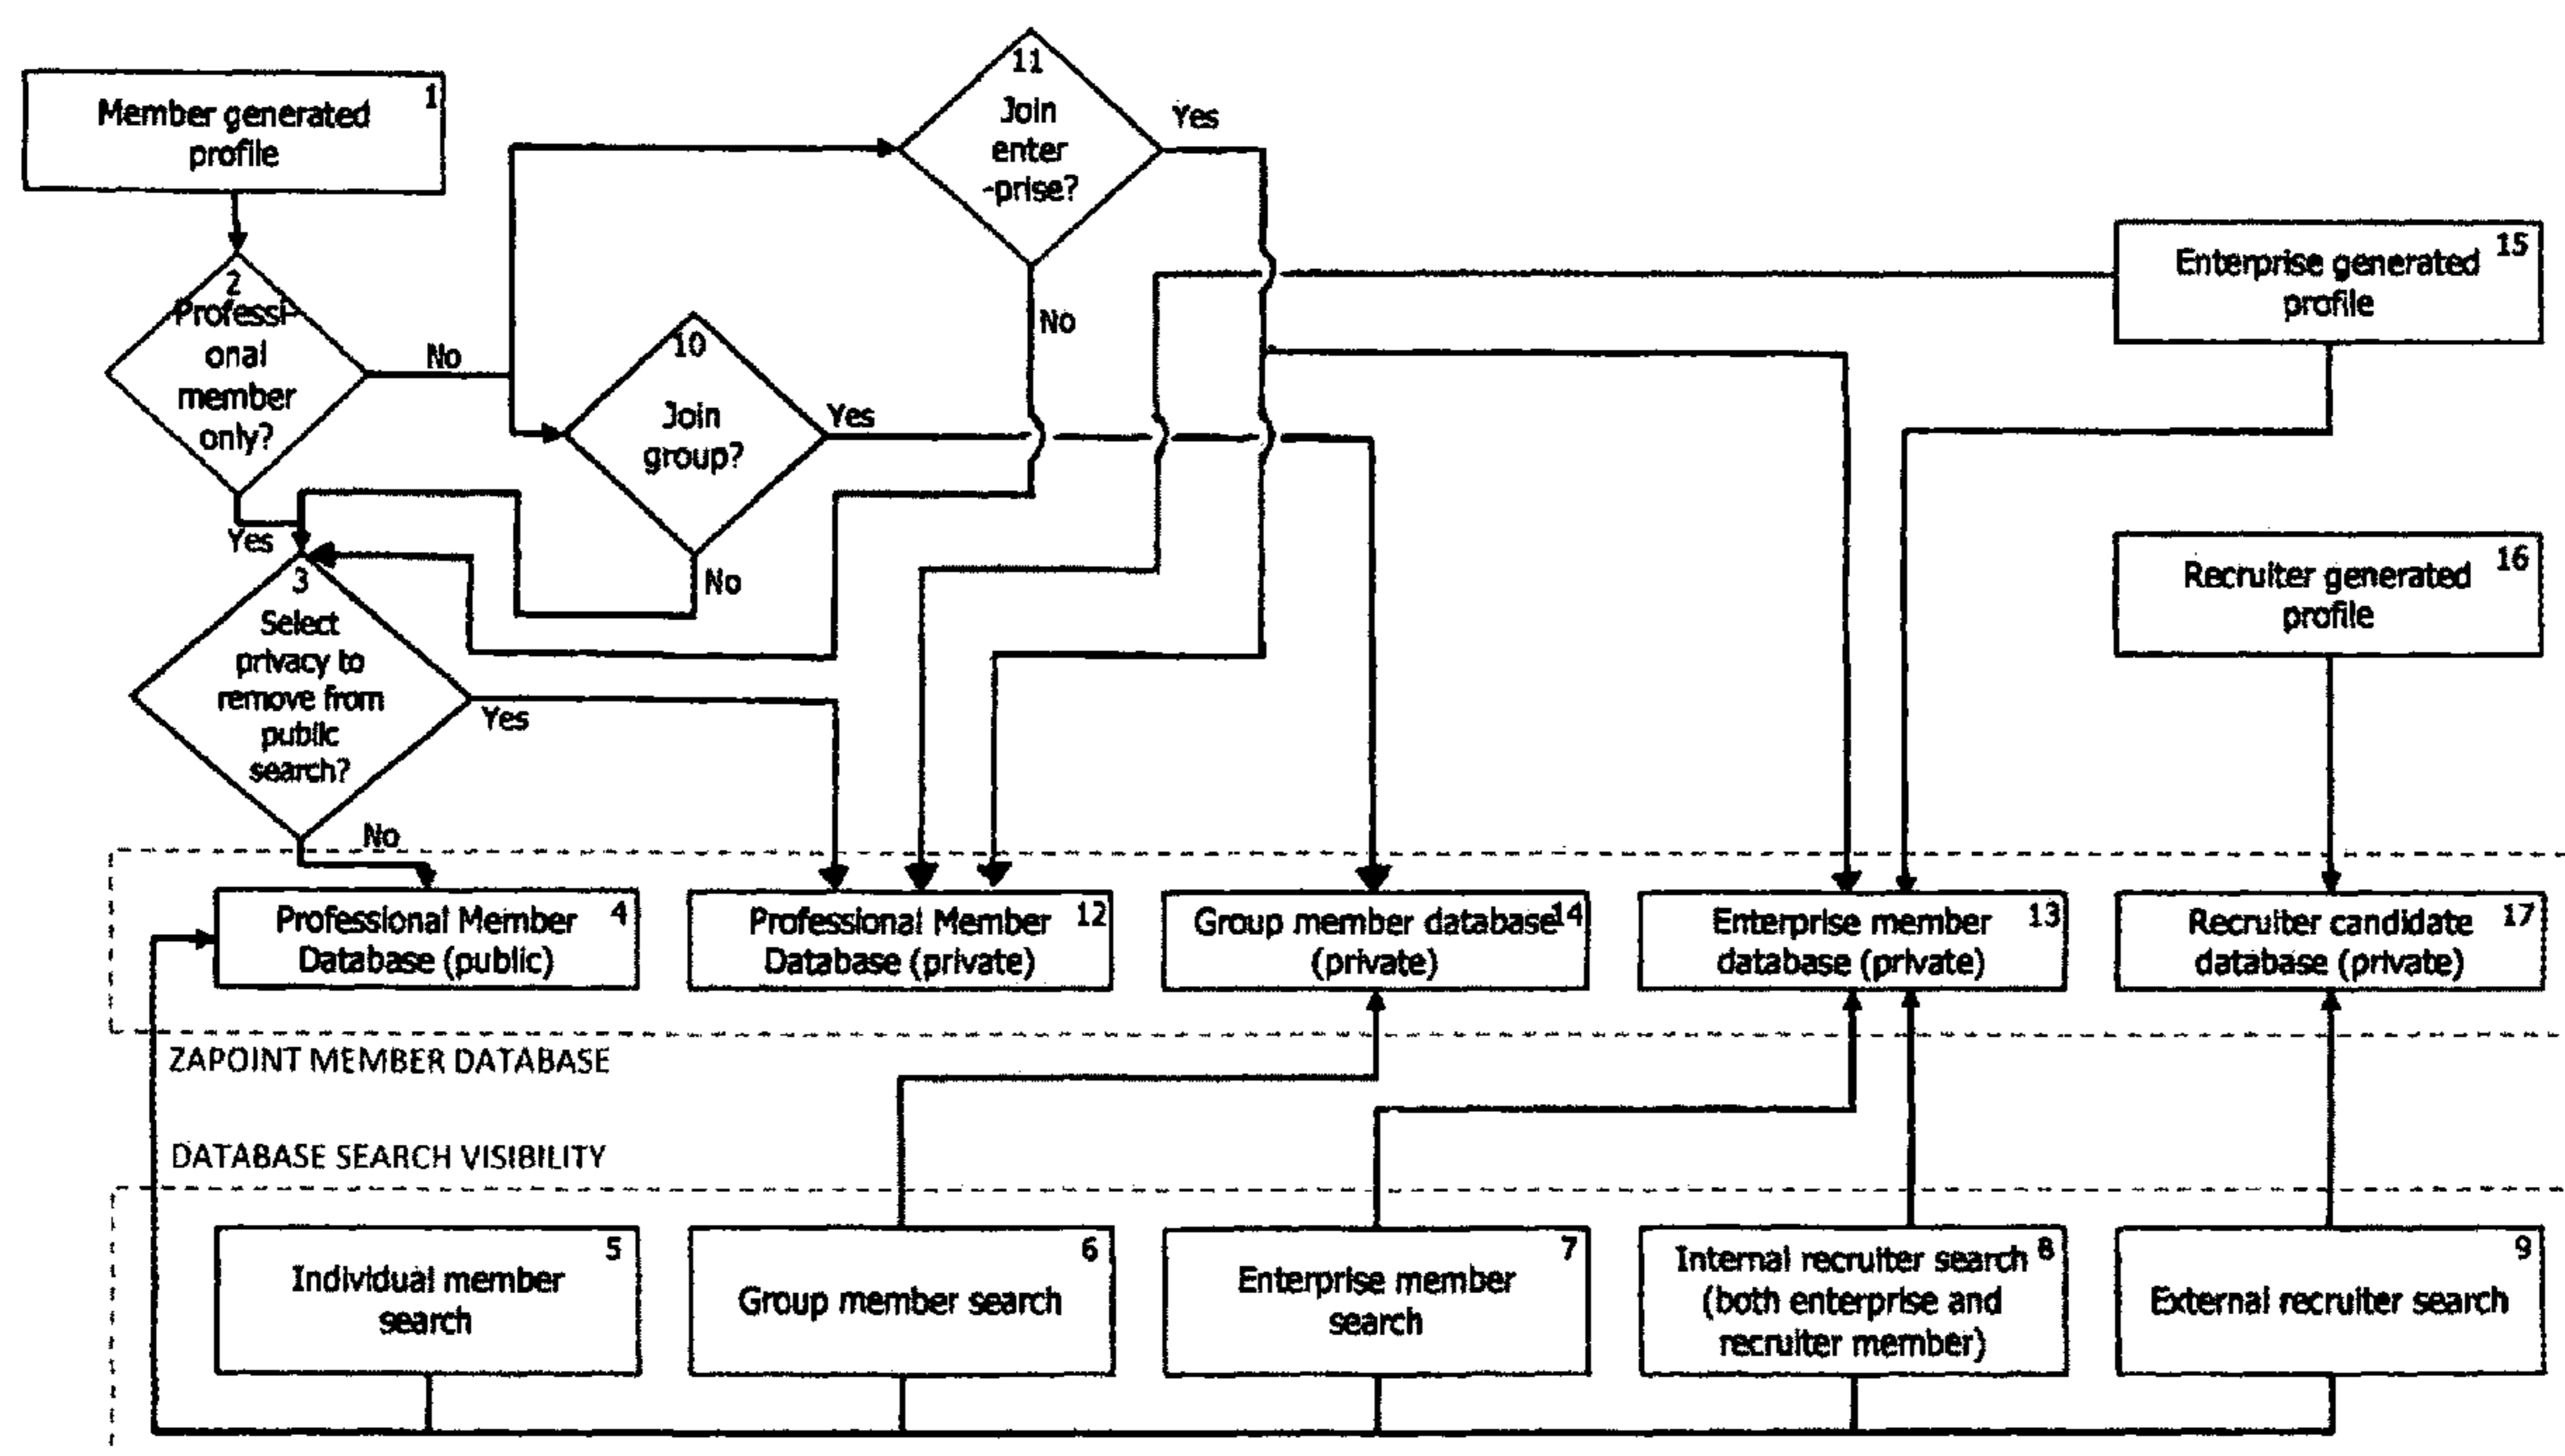 1
Member generated
profile
2
Professi-
onal
member
only?
No
Yes
3
Select
privacy to
remove from
public
search?
Yes
No
10
Join
group?
Yes
No
11
Join
enter
-prise?
Yes
No
15
Enterprise generated
profile
16
Recruiter generated
profile
Professional Member 4
Database (public)
Professional Member 12
Database (private)
Group member database 14
(private)
Enterprise member 13
database (private)
Recruiter candidate 17
database (private)
ZAPOINT MEMBER DATABASE
DATABASE SEARCH VISIBILITY
5
Individual member
search
6
Group member search
7
Enterprise member
search
Internal recruiter search 8
(both enterprise and
recruiter member)
9
External recruiter search